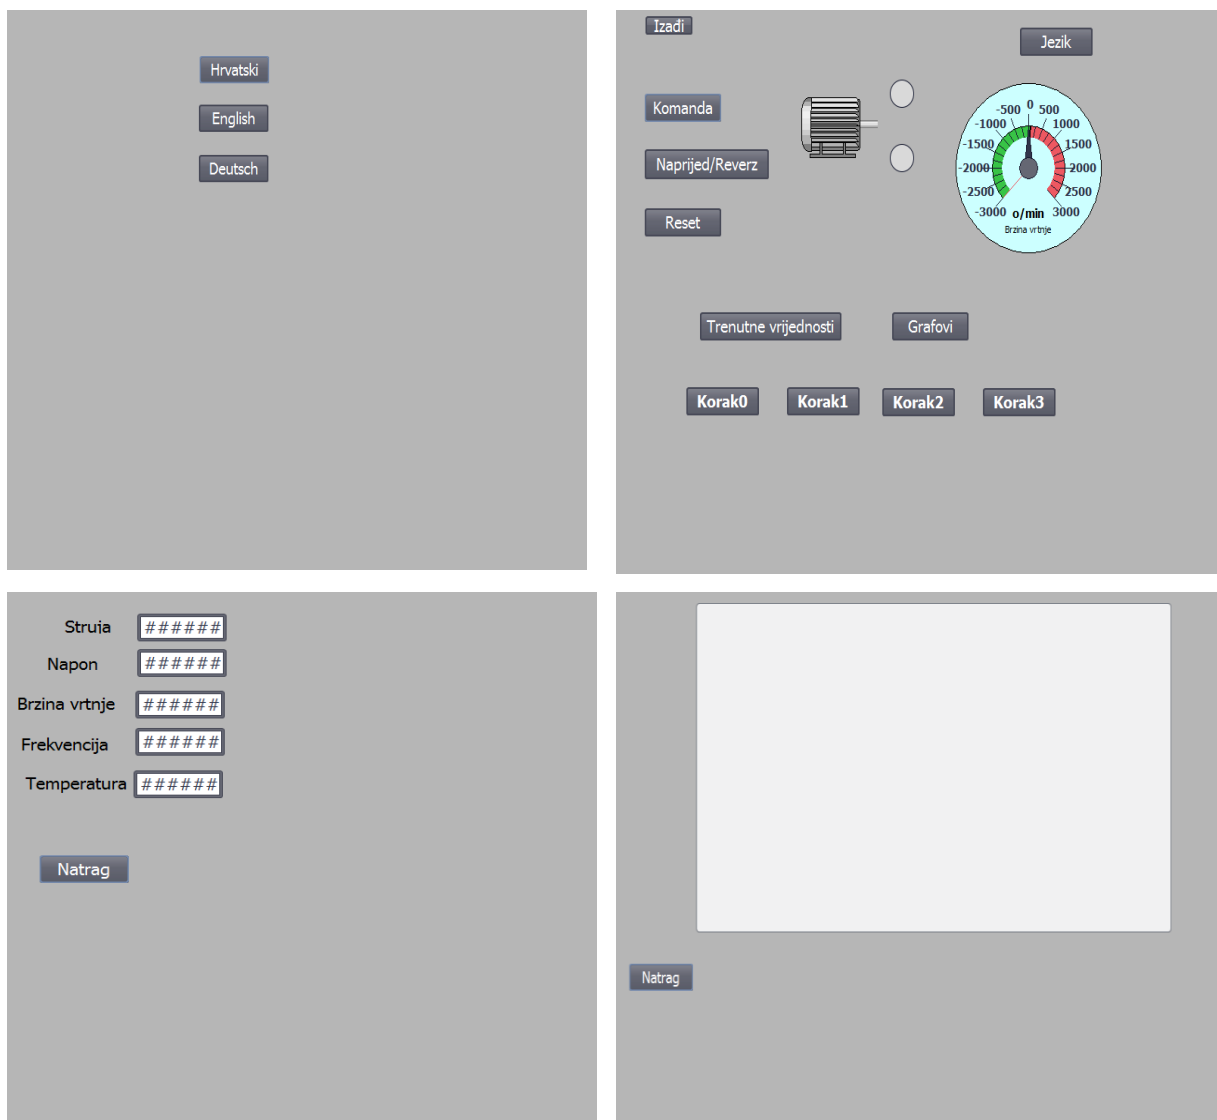 Hrvatski
English
Deutsch
Izađi
Jezik
Komanda
Naprijed/Reverz
Reset
-3000
-2500
-2000
-1500
-1000
-500
0
500
1000
1500
2000
2500
3000
o/min
Brzina vrtnje
Trenutne vrijednosti
Grafovi
Korak0
Korak1
Korak2
Korak3
Struja ######
Napon ######
Brzina vrtnje ######
Frekvencija ######
Temperatura ######
Natrag
Natrag